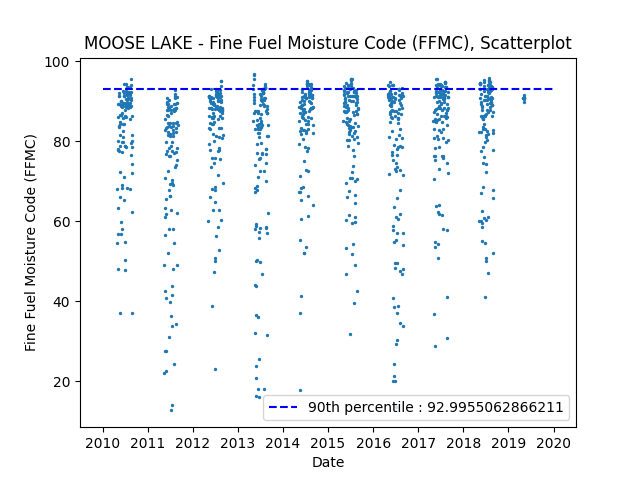 MOOSE LAKE - Fine Fuel Moisture Code (FFMC), Scatterplot
100
80
60
40
20
Fine Fuel Moisture Code (FFMC)
90th percentile : 92.9955062866211
2010 2011 2012 2013 2014 2015 2016 2017 2018 2019 2020
Date